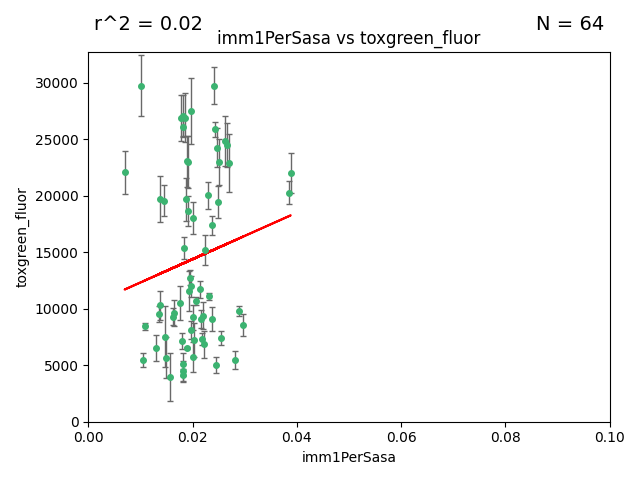 r^2 = 0.02
N = 64
imm1PerSasa vs toxgreen_fluor
30000
25000
20000
15000
10000
5000
0
toxgreen_fluor
0.00 0.02 0.04 0.06 0.08 0.10
imm1PerSasa